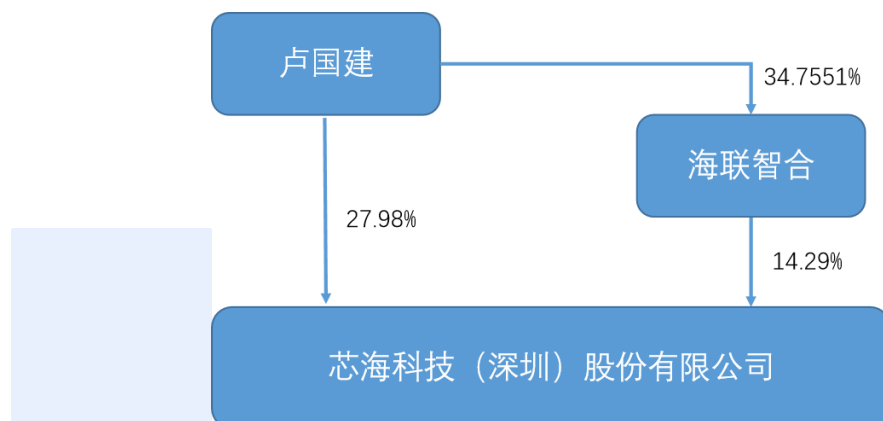 卢国建
34.7551%
海联智合
27.98%
14.29%
芯海科技（深圳）股份有限公司